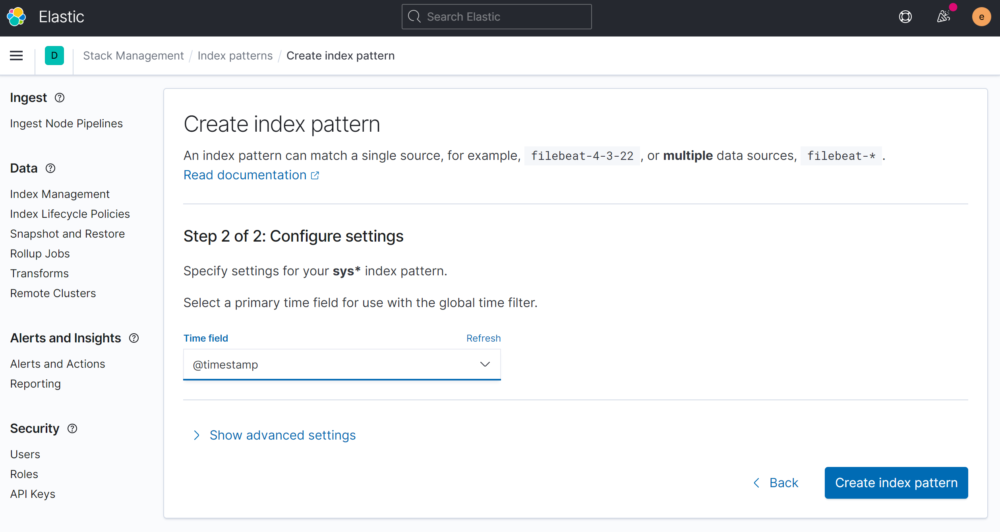 Elastic
Search Elastic
e
D
Stack Management / Index patterns / Create index pattern
Ingest
Ingest Node Pipelines
Data
Index Management
Index Lifecycle Policies
Snapshot and Restore
Rollup Jobs
Transforms
Remote Clusters
Alerts and Insights
Alerts and Actions
Reporting
Security
Users
Roles
API Keys
Create index pattern
An index pattern can match a single source, for example, filebeat-4-3-22 , or multiple data sources, filebeat-* .
Read documentation
Step 2 of 2: Configure settings
Specify settings for your sys* index pattern.
Select a primary time field for use with the global time filter.
Time field
Refresh
@timestamp
Show advanced settings
Back
Create index pattern